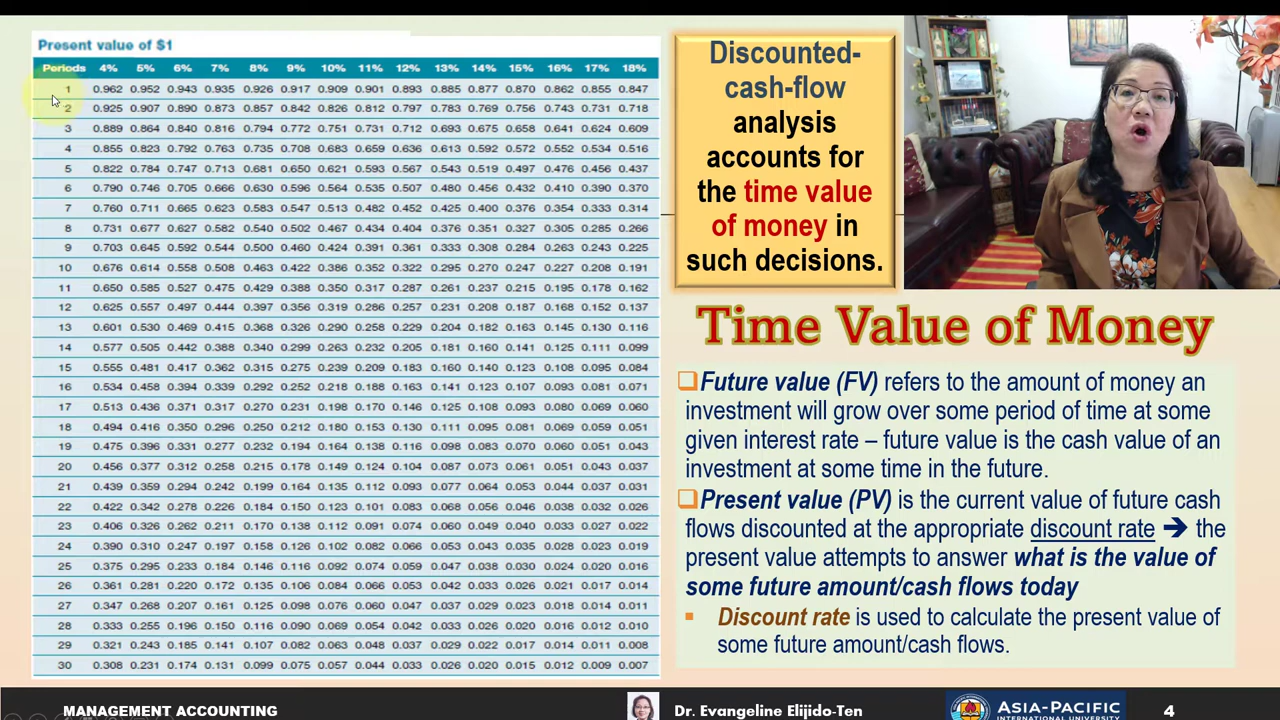 Present value of $1
Periods 4% 5% 6% 7% 8% 9% 10% 11% 12% 13% 14% 15% 16% 17% 18%
1 0.962 0.952 0.943 0.935 0.926 0.917 0.909 0.901 0.893 0.885 0.877 0.870 0.862 0.855 0.847
2 0.925 0.907 0.890 0.873 0.857 0.842 0.826 0.812 0.797 0.783 0.769 0.756 0.743 0.731 0.718
3 0.889 0.864 0.840 0.816 0.794 0.772 0.751 0.731 0.712 0.693 0.675 0.658 0.641 0.624 0.609
4 0.855 0.823 0.792 0.763 0.735 0.708 0.683 0.659 0.636 0.613 0.592 0.572 0.552 0.534 0.516
5 0.822 0.784 0.747 0.713 0.681 0.650 0.621 0.593 0.567 0.543 0.519 0.497 0.476 0.456 0.437
6 0.790 0.746 0.705 0.666 0.630 0.596 0.564 0.535 0.507 0.480 0.456 0.432 0.410 0.390 0.370
7 0.760 0.711 0.665 0.623 0.583 0.547 0.513 0.482 0.452 0.425 0.400 0.376 0.354 0.333 0.314
8 0.731 0.677 0.627 0.582 0.540 0.502 0.467 0.434 0.404 0.376 0.351 0.327 0.305 0.285 0.266
9 0.703 0.645 0.592 0.544 0.500 0.460 0.424 0.391 0.361 0.333 0.308 0.284 0.263 0.243 0.225
10 0.676 0.614 0.558 0.508 0.463 0.422 0.386 0.352 0.322 0.295 0.270 0.247 0.227 0.208 0.191
11 0.650 0.585 0.527 0.475 0.429 0.388 0.350 0.317 0.287 0.261 0.237 0.215 0.195 0.178 0.162
12 0.625 0.557 0.497 0.444 0.397 0.356 0.319 0.286 0.257 0.231 0.208 0.187 0.168 0.152 0.137
13 0.601 0.530 0.469 0.415 0.368 0.326 0.290 0.258 0.229 0.204 0.182 0.163 0.145 0.130 0.116
14 0.577 0.505 0.442 0.388 0.340 0.299 0.263 0.232 0.205 0.181 0.160 0.141 0.125 0.111 0.099
15 0.555 0.481 0.417 0.362 0.315 0.275 0.239 0.209 0.183 0.160 0.140 0.123 0.108 0.095 0.084
16 0.534 0.458 0.394 0.339 0.292 0.252 0.218 0.188 0.163 0.141 0.123 0.107 0.093 0.081 0.071
17 0.513 0.436 0.371 0.317 0.270 0.231 0.198 0.170 0.146 0.125 0.108 0.093 0.080 0.069 0.060
18 0.494 0.416 0.350 0.296 0.250 0.212 0.180 0.153 0.130 0.111 0.095 0.081 0.069 0.059 0.051
19 0.475 0.396 0.331 0.277 0.232 0.194 0.164 0.138 0.116 0.098 0.083 0.070 0.060 0.051 0.043
20 0.456 0.377 0.312 0.258 0.215 0.178 0.149 0.124 0.104 0.087 0.073 0.061 0.051 0.043 0.037
21 0.439 0.359 0.294 0.242 0.199 0.164 0.135 0.112 0.093 0.077 0.064 0.053 0.044 0.037 0.031
22 0.422 0.342 0.278 0.226 0.184 0.150 0.123 0.101 0.083 0.068 0.056 0.046 0.038 0.032 0.026
23 0.406 0.326 0.262 0.211 0.170 0.138 0.112 0.091 0.074 0.060 0.049 0.040 0.033 0.027 0.022
24 0.390 0.310 0.247 0.197 0.158 0.126 0.102 0.082 0.066 0.053 0.043 0.035 0.028 0.023 0.019
25 0.375 0.295 0.233 0.184 0.146 0.116 0.092 0.074 0.059 0.047 0.038 0.030 0.024 0.020 0.016
26 0.361 0.281 0.220 0.172 0.135 0.106 0.084 0.066 0.053 0.042 0.033 0.026 0.021 0.017 0.014
27 0.347 0.268 0.207 0.161 0.125 0.098 0.076 0.060 0.047 0.037 0.029 0.023 0.018 0.014 0.011
28 0.333 0.255 0.196 0.150 0.116 0.090 0.069 0.054 0.042 0.033 0.026 0.020 0.016 0.012 0.010
29 0.321 0.243 0.185 0.141 0.107 0.082 0.063 0.048 0.037 0.029 0.022 0.017 0.014 0.011 0.008
30 0.308 0.231 0.174 0.131 0.099 0.075 0.057 0.044 0.033 0.026 0.020 0.015 0.012 0.009 0.007
Discounted-
cash-flow
analysis
accounts for
the time value
of money in
such decisions.
Time Value of Money
Future value (FV) refers to the amount of money an
investment will grow over some period of time at some
given interest rate – future value is the cash value of an
investment at some time in the future.
Present value (PV) is the current value of future cash
flows discounted at the appropriate discount rate ➔ the
present value attempts to answer what is the value of
some future amount/cash flows today
Discount rate is used to calculate the present value of
some future amount/cash flows.
MANAGEMENT ACCOUNTING
Dr. Evangeline Elijido-Ten
ASIA-PACIFIC
INTERNATIONAL UNIVERSITY
4